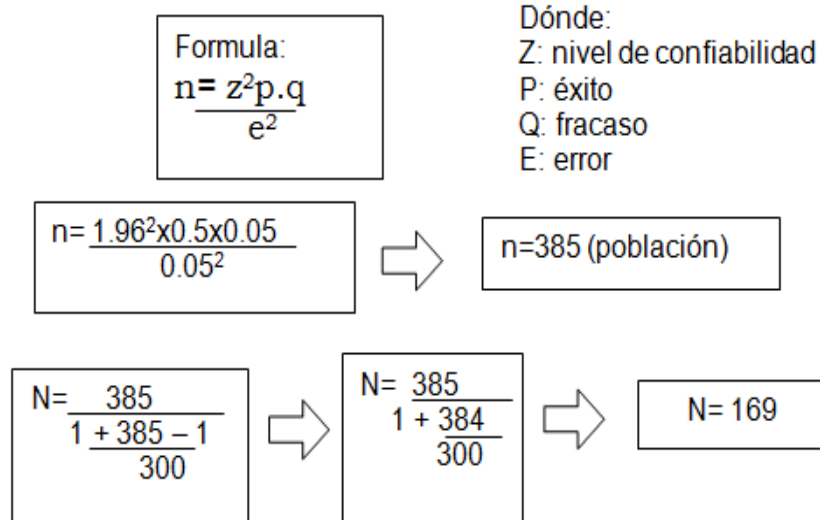 Formula:
n= z²p.q
e²
Dónde:
Z: nivel de confiabilidad
P: éxito
Q: fracaso
E: error
n= 1.96²x0.5x0.05
0.05²
n=385 (población)
N= 385
1 + 385 – 1
300
N= 385
1 + 384
300
N= 169